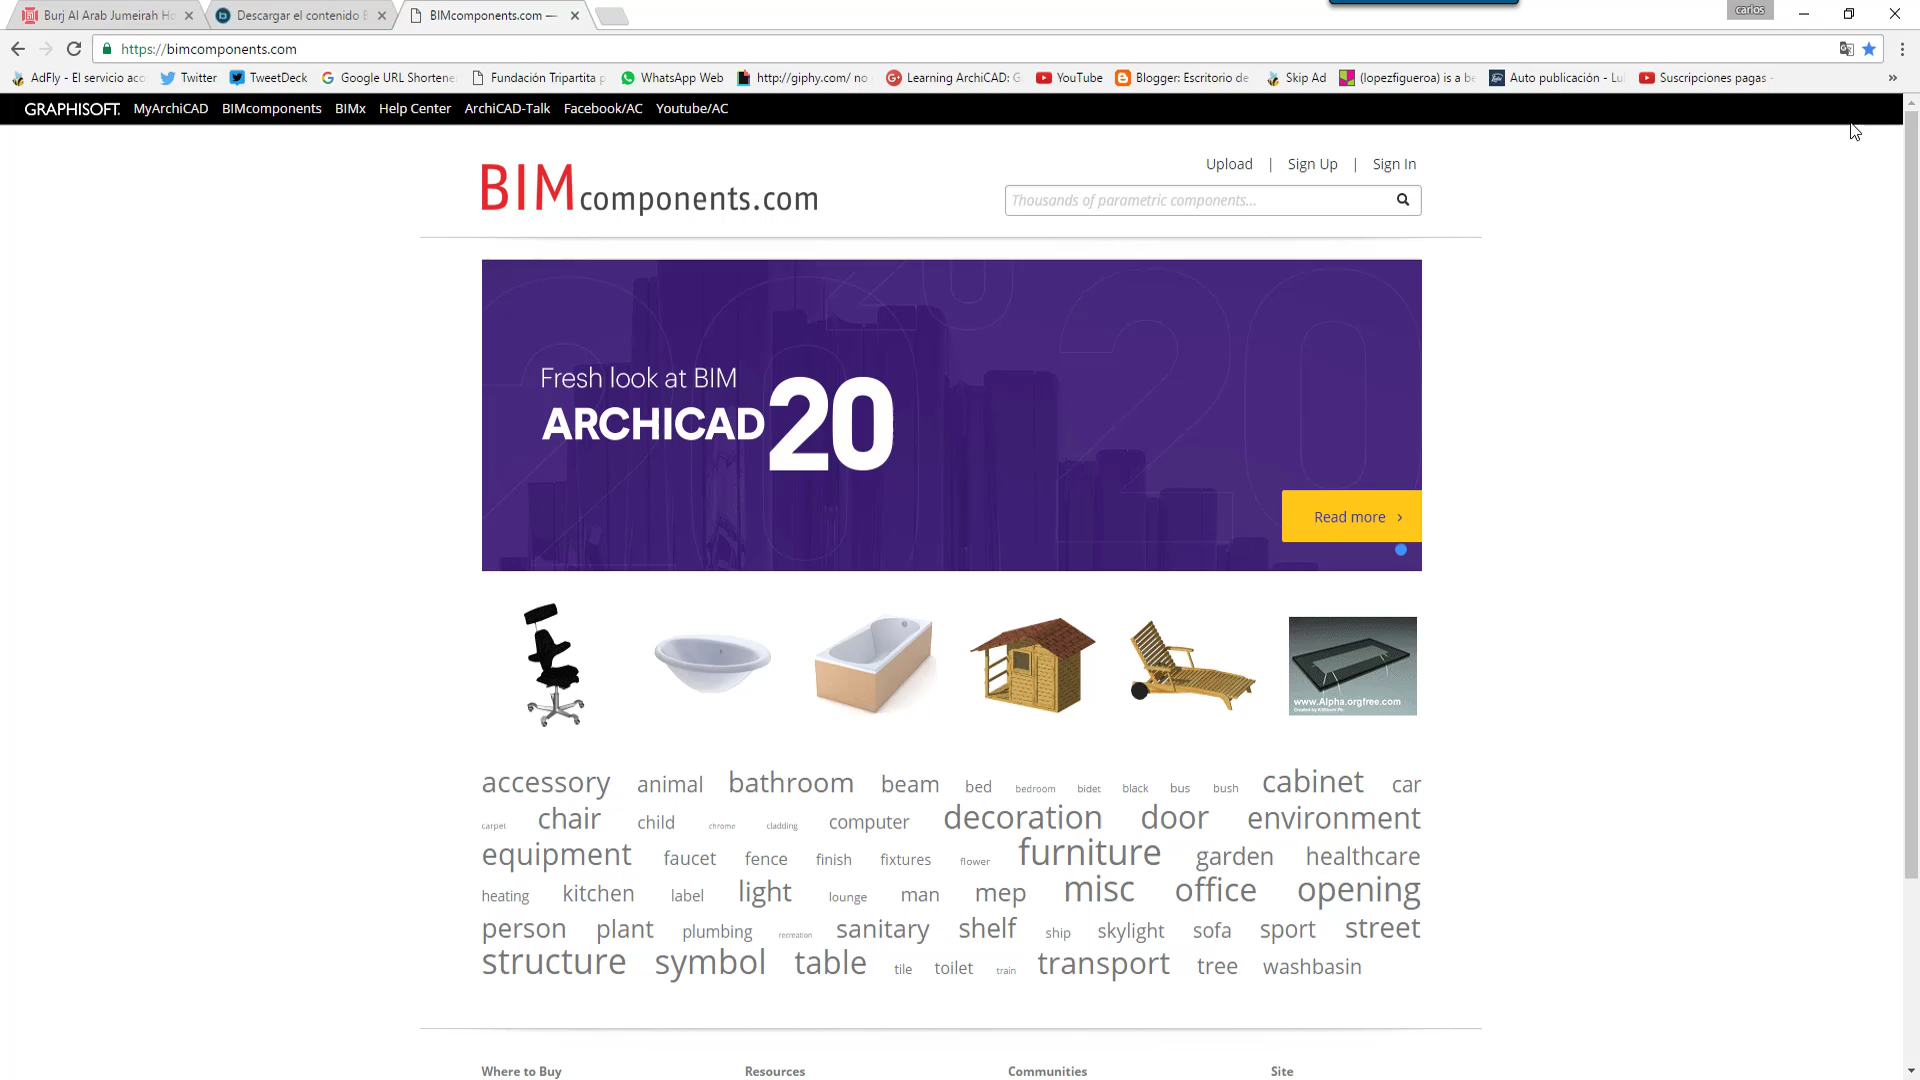 Burj Al Arab Jumeirah Ho
Descargar el contenido B
BIMcomponents.com —
carlos
https://bimcomponents.com
AdFly - El servicio aco
Twitter
TweetDeck
Google URL Shortene
Fundación Tripartita p
WhatsApp Web
http://giphy.com/ no
Learning ArchiCAD: G
YouTube
Blogger: Escritorio de
Skip Ad
(lopezfigueroa) is a be
Auto publicación - Lu
Suscripciones pagas -
»
GRAPHISOFT. MyArchiCAD BIMcomponents BIMx Help Center ArchiCAD-Talk Facebook/AC Youtube/AC
Upload | Sign Up | Sign In
BIMcomponents.com
Thousands of parametric components...
20
Fresh look at BIM
ARCHICAD 20
Read more ›
www.Alpha.orgfree.com
accessory animal bathroom beam bed bedroom bidet black bus bush cabinet car
carpet chair child chrome cladding computer decoration door environment
equipment faucet fence finish fixtures flower furniture garden healthcare
heating kitchen label light lounge man mep misc office opening
person plant plumbing recreation sanitary shelf ship skylight sofa sport street
structure symbol table tile toilet train transport tree washbasin
Where to Buy Resources Communities Site